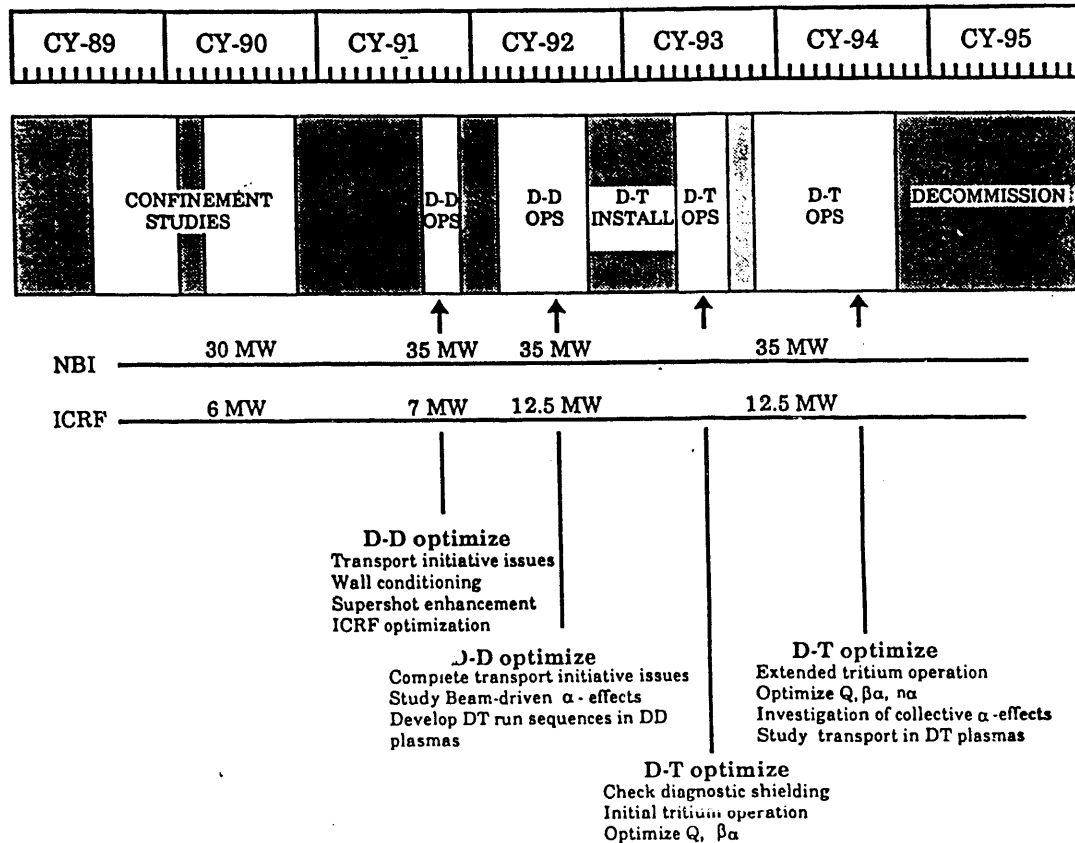 CY-89 CY-90 CY-91 CY-92 CY-93 CY-94 CY-95
CONFINEMENT
STUDIES
D-D
OPS
D-D
OPS
D-T
INSTALL
D-T
OPS
D-T
OPS
DECOMMISSION
NBI 30 MW 35 MW 35 MW 35 MW
ICRF 6 MW 7 MW 12.5 MW 12.5 MW
D-D optimize
Transport initiative issues
Wall conditioning
Supershot enhancement
ICRF optimization
D-D optimize
Complete transport initiative issues
Study Beam-driven α - effects
Develop DT run sequences in DD
plasmas
D-T optimize
Check diagnostic shielding
Initial tritium operation
Optimize Q, βα
D-T optimize
Extended tritium operation
Optimize Q, βα, nα
Investigation of collective α-effects
Study transport in DT plasmas